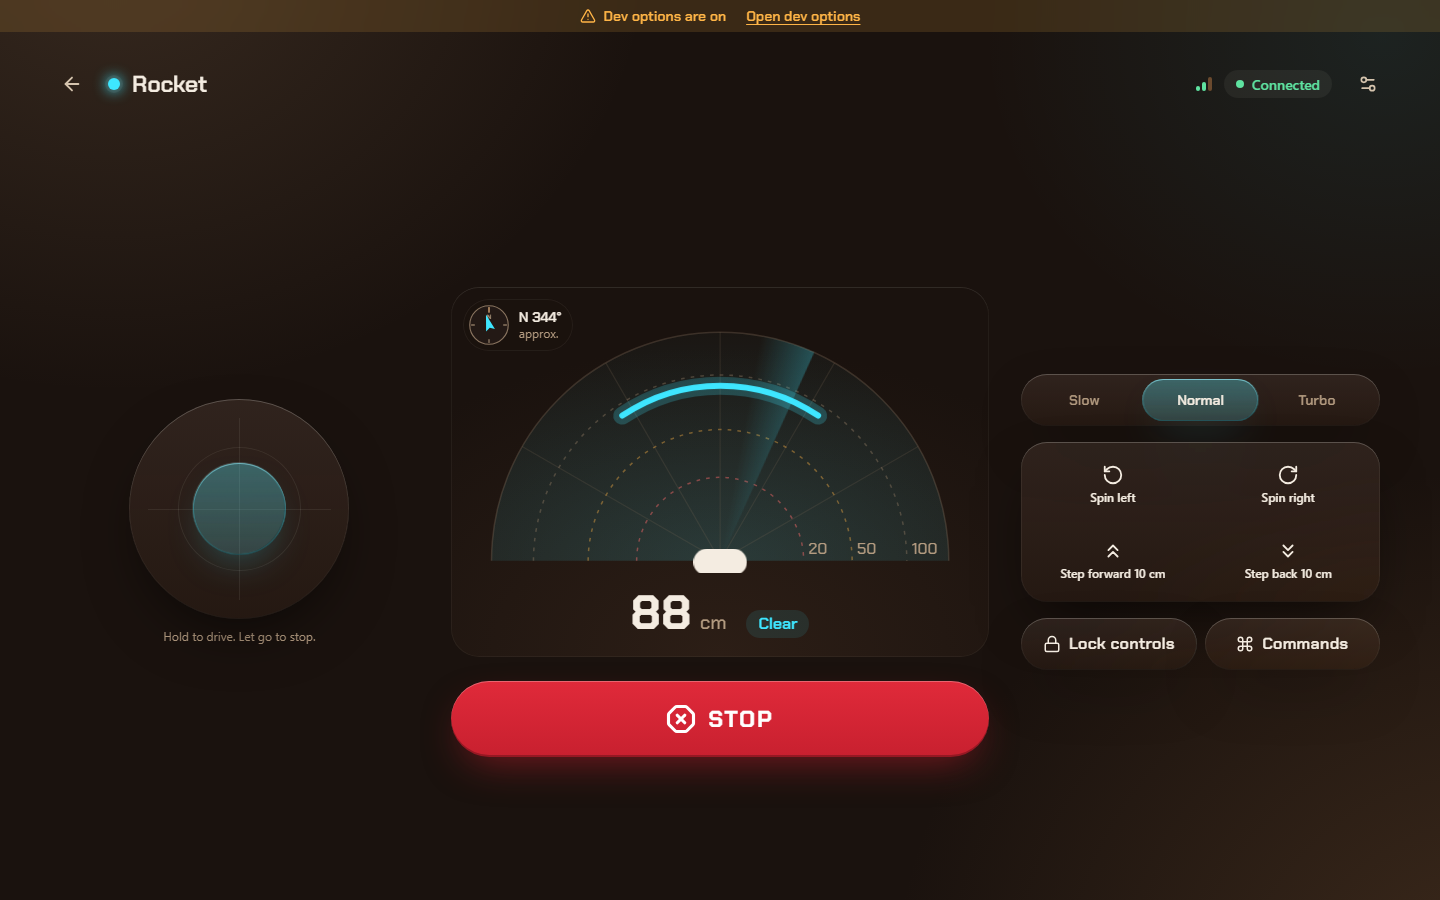 Dev options are on Open dev options
Rocket
Connected
N 344°
approx.
N
20 50 100
88 cm Clear
STOP
Hold to drive. Let go to stop.
Slow Normal Turbo
Spin left Spin right
Step forward 10 cm Step back 10 cm
Lock controls Commands